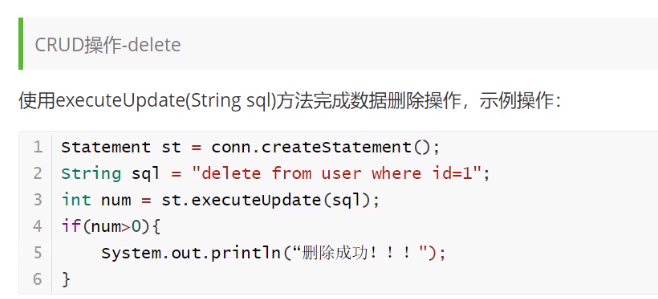 CRUD操作-delete
使用executeUpdate(String sql)方法完成数据删除操作，示例操作：
1 Statement st = conn.createStatement();
2 String sql = "delete from user where id=1";
3 int num = st.executeUpdate(sql);
4 if(num>0){
5     System.out.println(“删除成功！！！");
6 }